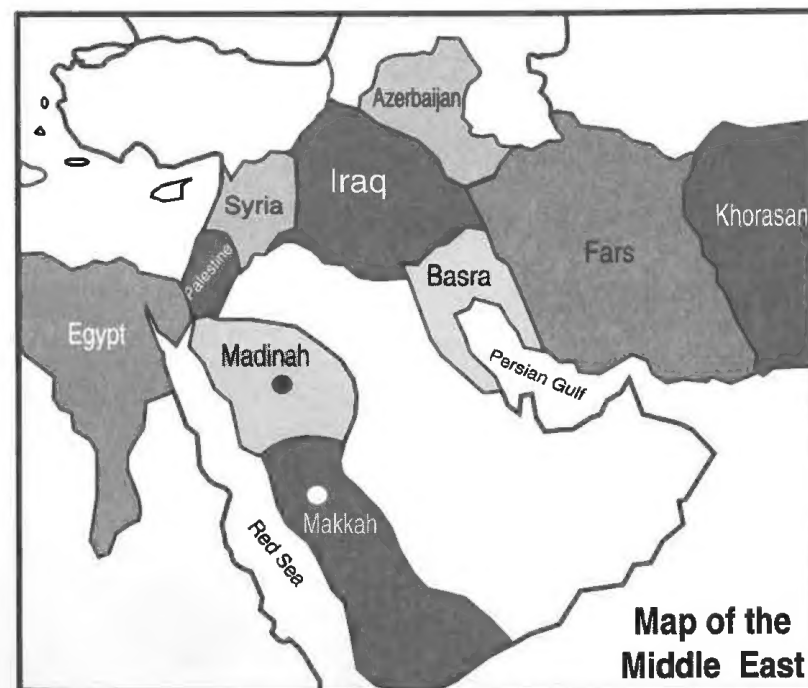 Azerbaijan
Iraq
Syria
Khorasan
Fars
Palestine
Basra
Egypt
Madinah
Persian Gulf
Makkah
Red Sea
Map of the
Middle East